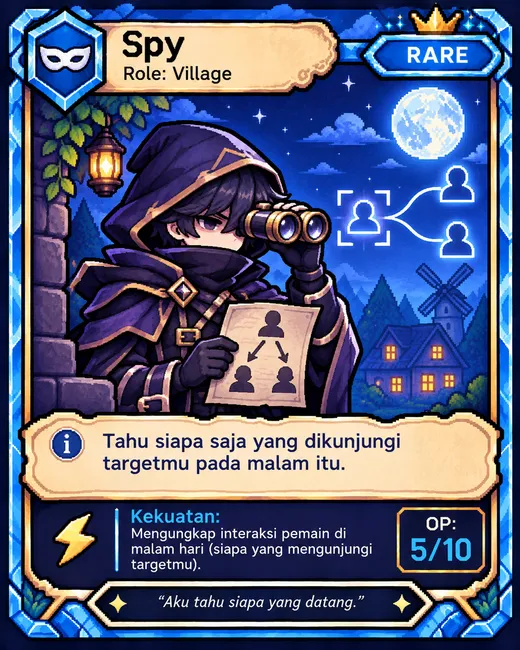 Spy
Role: Village
RARE
Tahu siapa saja yang dikunjungi
targetmu pada malam itu.
Kekuatan:
Mengungkap interaksi pemain di
malam hari (siapa yang mengunjungi
targetmu).
OP:
5/10
“Aku tahu siapa yang datang.”